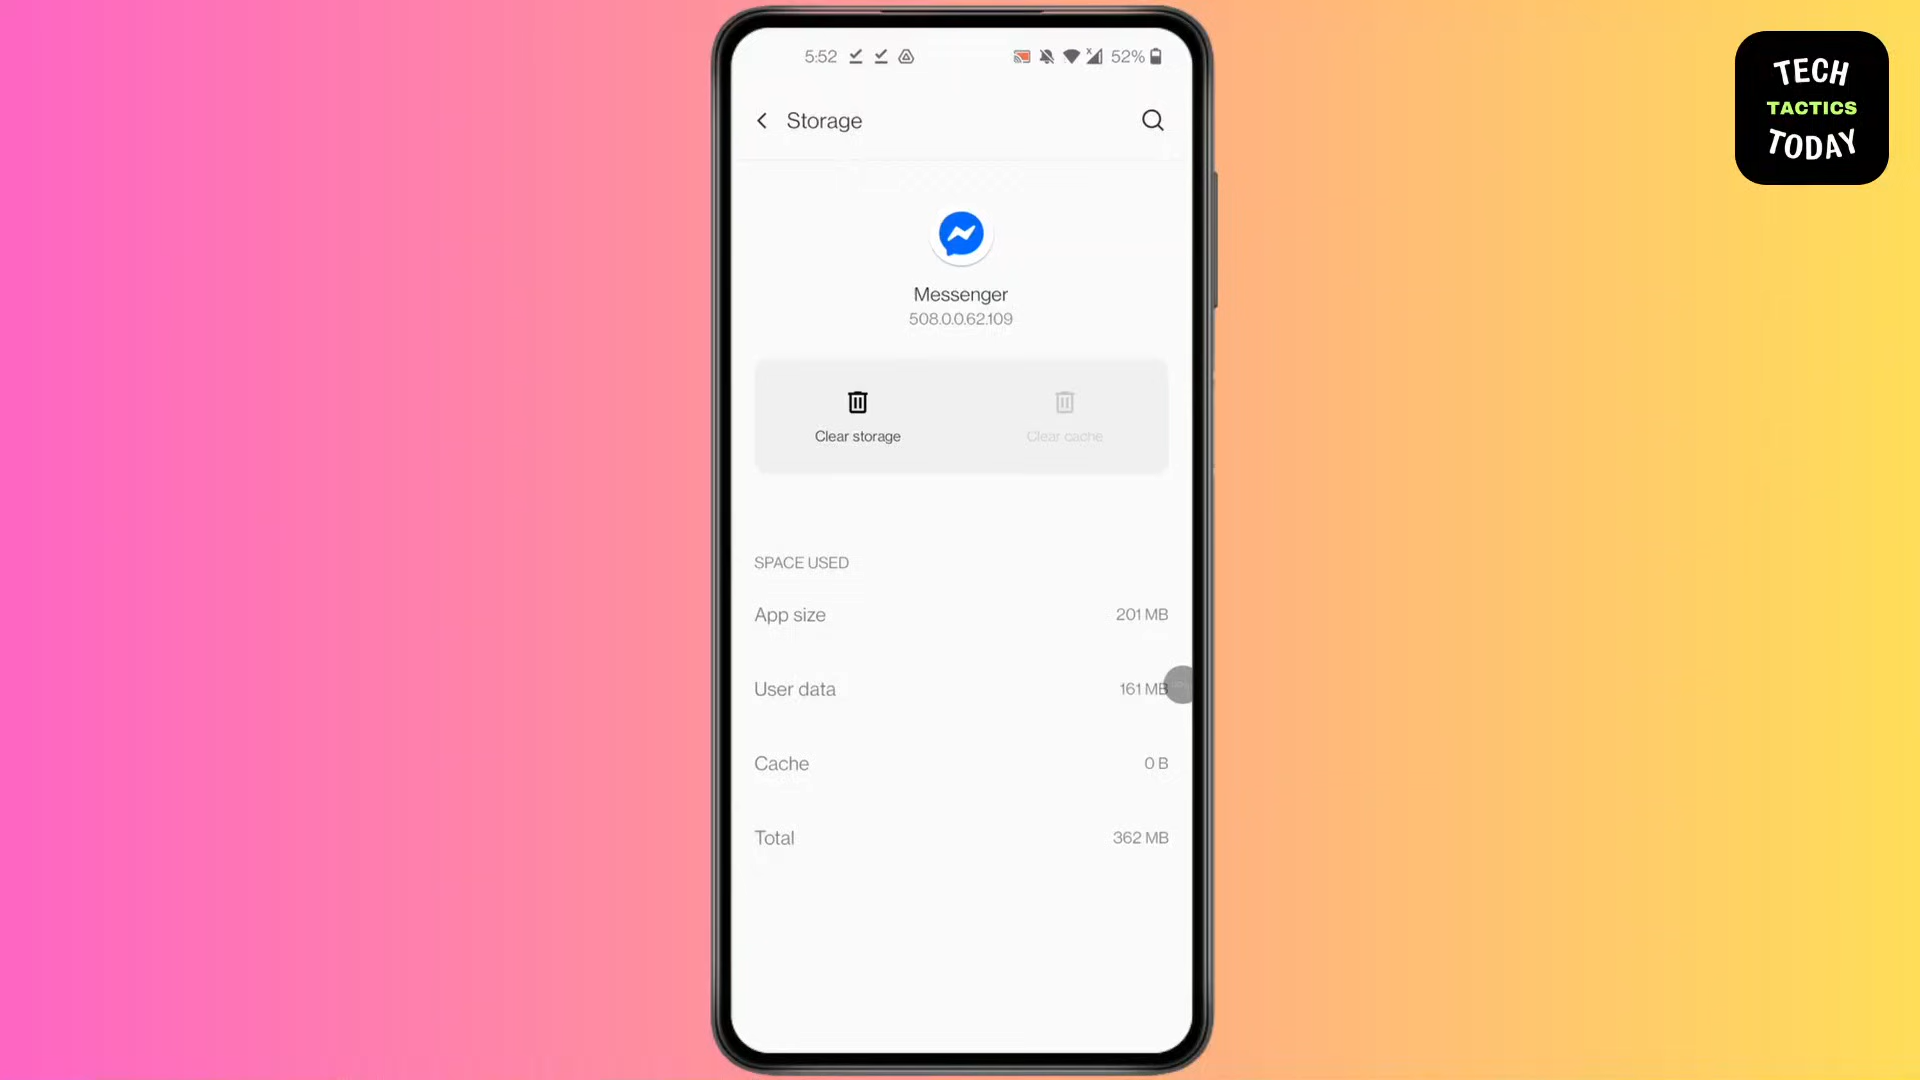 5:52
52%
TECH
TACTICS
TODAY
Storage
Messenger
508.0.0.62.109
Clear storage
Clear cache
SPACE USED
App size
201 MB
User data
161 MB
Cache
0 B
Total
362 MB